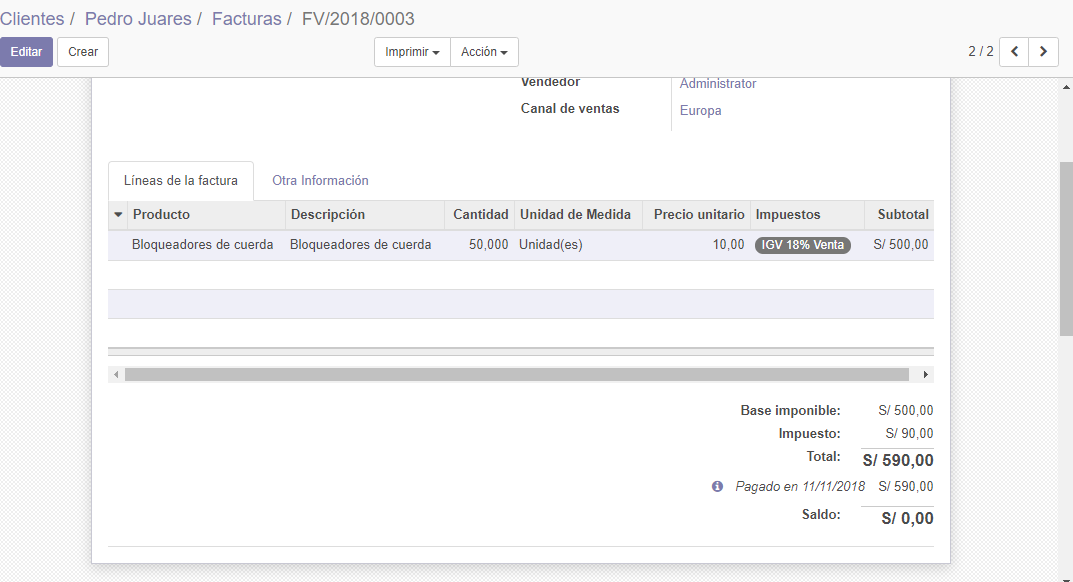 Clientes / Pedro Juares / Facturas / FV/2018/0003
Editar Crear Imprimir Acción 2 / 2
Vendedor Administrator
Canal de ventas Europa
Líneas de la factura Otra Información
Producto Descripción Cantidad Unidad de Medida Precio unitario Impuestos Subtotal
Bloqueadores de cuerda Bloqueadores de cuerda 50,000 Unidad(es) 10,00 IGV 18% Venta S/ 500,00
Base imponible: S/ 500,00
Impuesto: S/ 90,00
Total: S/ 590,00
Pagado en 11/11/2018 S/ 590,00
Saldo: S/ 0,00